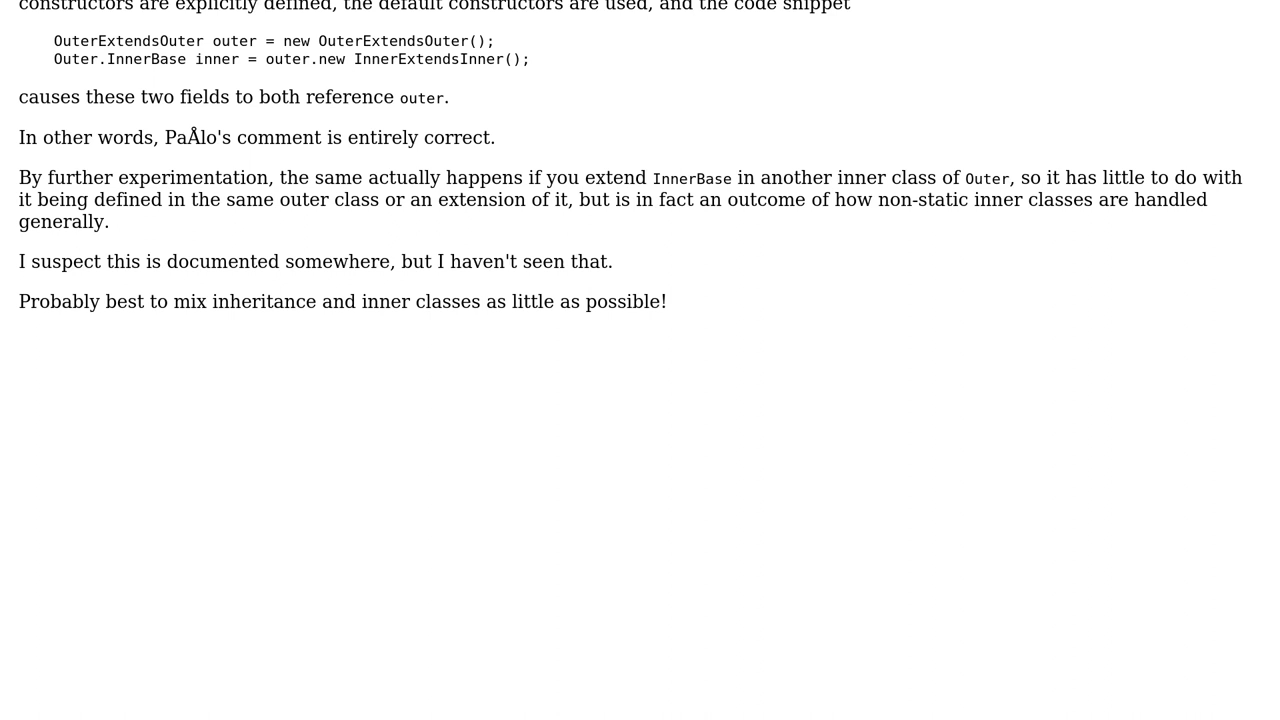 constructors are explicitly defined, the default constructors are used, and the code snippet
OuterExtendsOuter outer = new OuterExtendsOuter();
Outer.InnerBase inner = outer.new InnerExtendsInner();
causes these two fields to both reference outer.
In other words, PaÅlo's comment is entirely correct.
By further experimentation, the same actually happens if you extend InnerBase in another inner class of Outer, so it has little to do with
it being defined in the same outer class or an extension of it, but is in fact an outcome of how non-static inner classes are handled
generally.
I suspect this is documented somewhere, but I haven't seen that.
Probably best to mix inheritance and inner classes as little as possible!